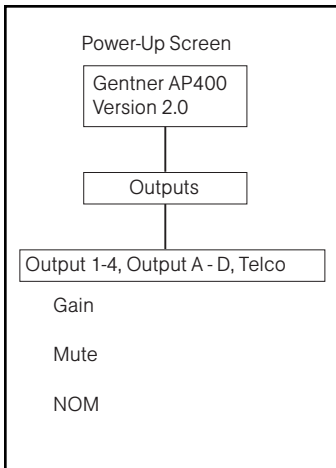 Power-Up Screen
Gentner AP400
Version 2.0
Outputs
Output 1-4, Output A - D, Telco
Gain
Mute
NOM